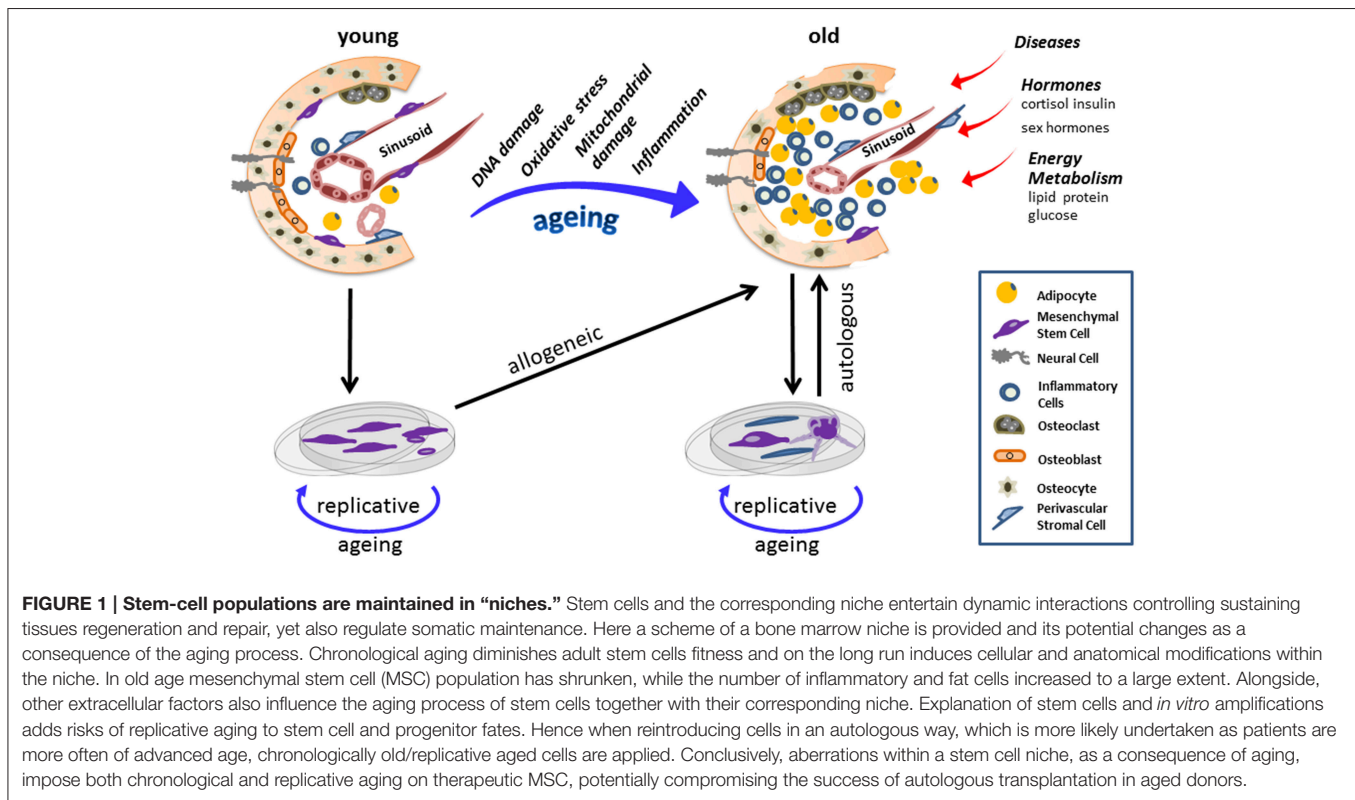 young
old
DNA damage
Oxidative stress
Mitochondrial
damage
Inflammation
ageing
Sinusoid
Sinusoid
Diseases
Hormones
cortisol insulin
sex hormones
Energy
Metabolism
lipid protein
glucose
allogeneic
autologous
replicative
ageing
replicative
ageing
Adipocyte
Mesenchymal
Stem Cell
Neural Cell
Inflammatory
Cells
Osteoclast
Osteoblast
Osteocyte
Perivascular
Stromal Cell
FIGURE 1 | Stem-cell populations are maintained in “niches.” Stem cells and the corresponding niche entertain dynamic interactions controlling sustaining
tissues regeneration and repair, yet also regulate somatic maintenance. Here a scheme of a bone marrow niche is provided and its potential changes as a
consequence of the aging process. Chronological aging diminishes adult stem cells fitness and on the long run induces cellular and anatomical modifications within
the niche. In old age mesenchymal stem cell (MSC) population has shrunken, while the number of inflammatory and fat cells increased to a large extent. Alongside,
other extracellular factors also influence the aging process of stem cells together with their corresponding niche. Explanation of stem cells and in vitro amplifications
adds risks of replicative aging to stem cell and progenitor fates. Hence when reintroducing cells in an autologous way, which is more likely undertaken as patients are
more often of advanced age, chronologically old/replicative aged cells are applied. Conclusively, aberrations within a stem cell niche, as a consequence of aging,
impose both chronological and replicative aging on therapeutic MSC, potentially compromising the success of autologous transplantation in aged donors.